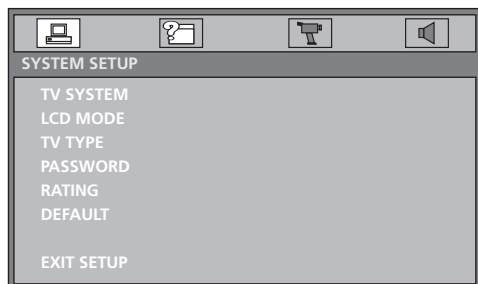 SYSTEM SETUP
TV SYSTEM
LCD MODE
TV TYPE
PASSWORD
RATING
DEFAULT
EXIT SETUP